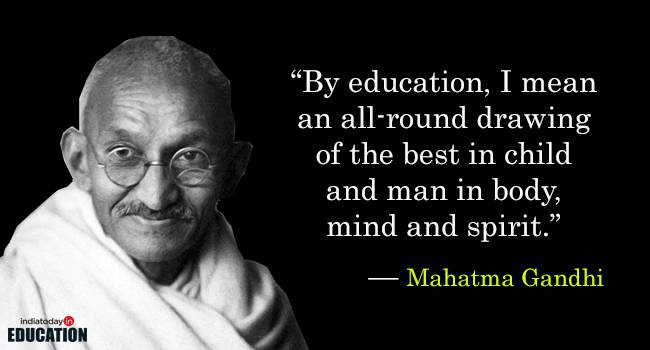 “By education, I mean
an all-round drawing
of the best in child
and man in body,
mind and spirit.”
— Mahatma Gandhi
indiatoday in
EDUCATION